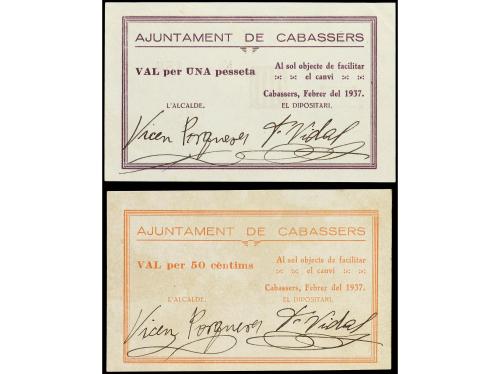 AJUNTAMENT DE CABASSERS
VAL per UNA pesseta
Al sol objecte de facilitar
el canvi
Cabassers, Febrer del 1937.
L'ALCALDE.
EL DIPOSITARI.
Vicen Porqueres
Vidal
AJUNTAMENT DE CABASSERS
VAL per 50 cèntims
Al sol objecte de facilitar
el canvi
Cabassers, Febrer del 1937.
L'ALCALDE.
EL DIPOSITARI.
Vicen Porqueres
Vidal